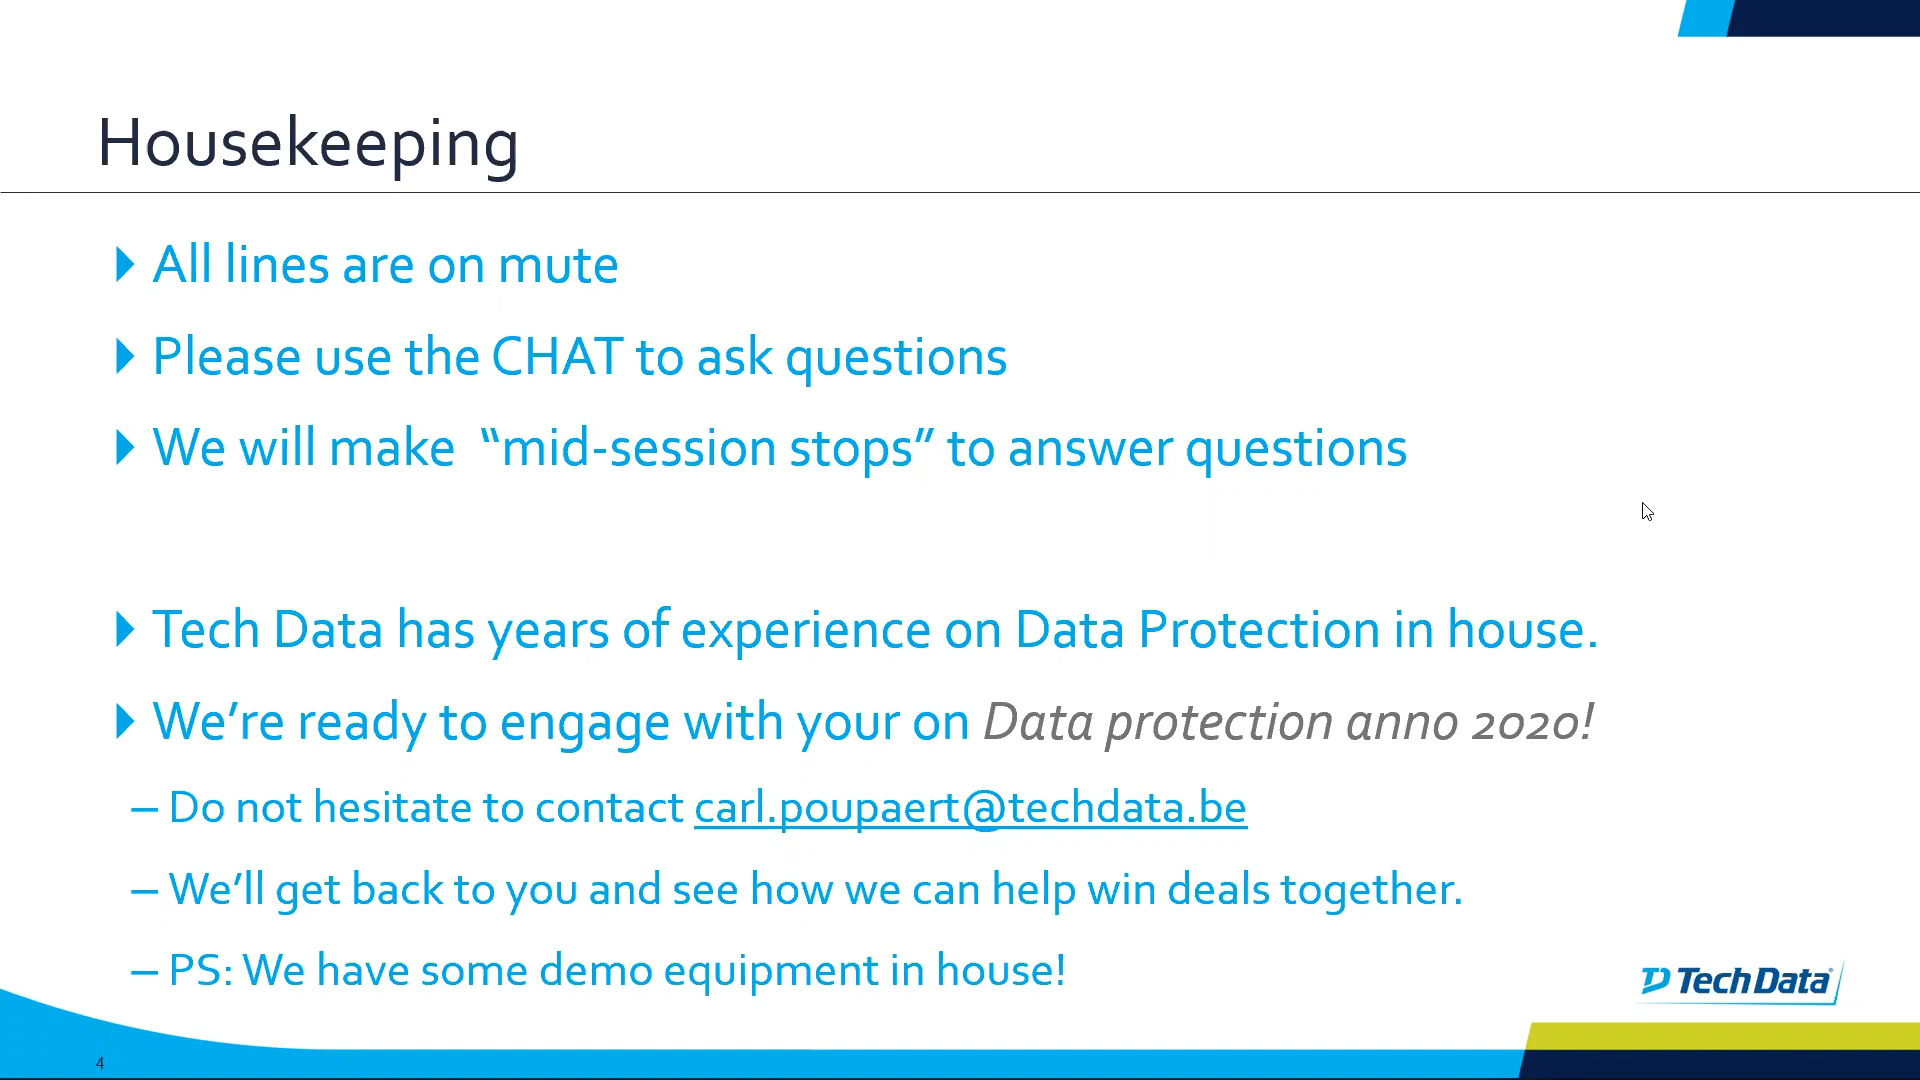 Housekeeping
All lines are on mute
Please use the CHAT to ask questions
We will make “mid-session stops” to answer questions
Tech Data has years of experience on Data Protection in house.
We’re ready to engage with your on Data protection anno 2020!
– Do not hesitate to contact carl.poupaert@techdata.be
– We’ll get back to you and see how we can help win deals together.
– PS: We have some demo equipment in house!
Tech Data
4